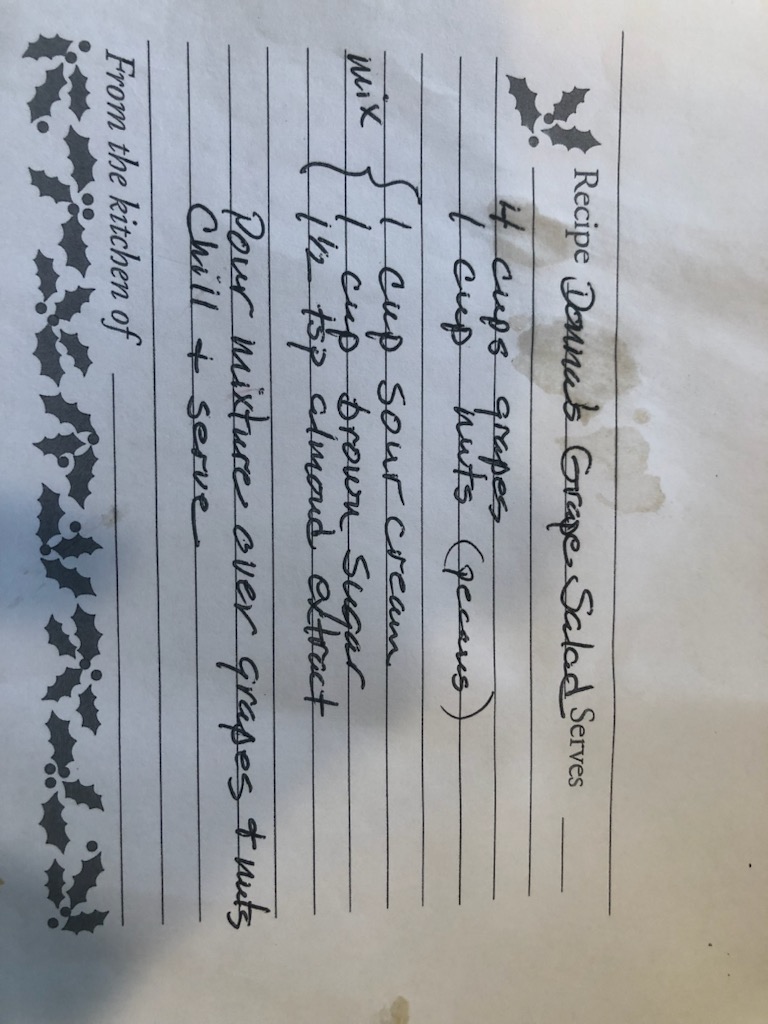 Recipe Donna's Grape Salad Serves
4 cups grapes
1 cup nuts (pecans)
mix { 1 cup sour cream
1 cup brown sugar
1½ tsp almond extract
Pour mixture over grapes + nuts
Chill + serve
From the kitchen of